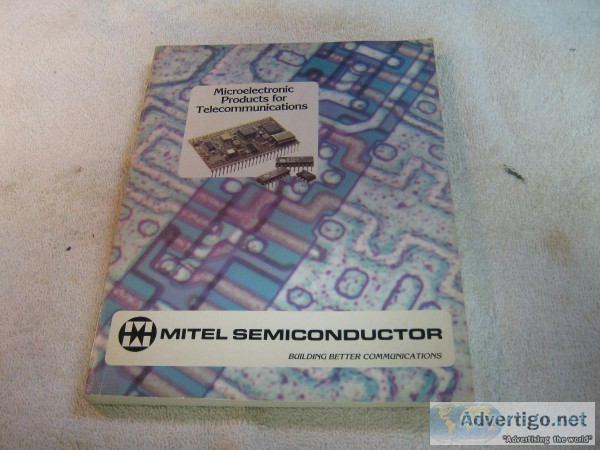 Microelectronic
Products for
Telecommunications
MITEL SEMICONDUCTOR
BUILDING BETTER COMMUNICATIONS
Advertigo.net
"Advertising the world"